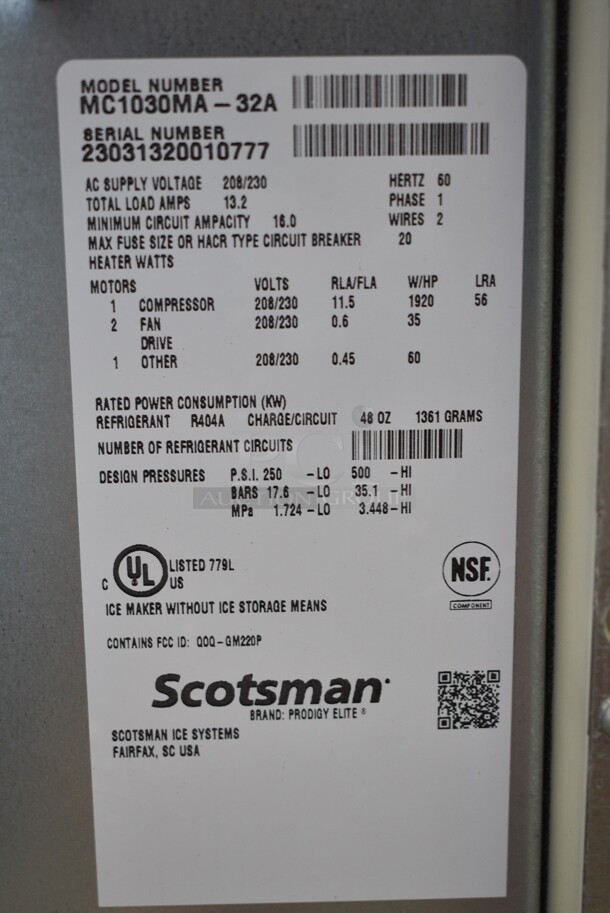 MODEL NUMBER
MC1030MA - 32A
SERIAL NUMBER
23031320010777
AC SUPPLY VOLTAGE 208/230 HERTZ 60
TOTAL LOAD AMPS 13.2 PHASE 1
MINIMUM CIRCUIT AMPACITY 16.0 WIRES 2
MAX FUSE SIZE OR HACR TYPE CIRCUIT BREAKER 20
HEATER WATTS
MOTORS VOLTS RLA/FLA W/HP LRA
1 COMPRESSOR 208/230 11.5 1920 56
2 FAN 208/230 0.6 35
DRIVE
1 OTHER 208/230 0.45 60
RATED POWER CONSUMPTION (KW)
REFRIGERANT R404A CHARGE/CIRCUIT 48 OZ 1361 GRAMS
NUMBER OF REFRIGERANT CIRCUITS
DESIGN PRESSURES P.S.I. 250 - LO 500 - HI
BARS 17.6 - LO 35.1 - HI
MPa 1.724 - LO 3.448 - HI
AUCTION GROUP
C UL LISTED 779L
US
NSF.
COMPONENT
ICE MAKER WITHOUT ICE STORAGE MEANS
CONTAINS FCC ID: QOQ-GM220P
Scotsman
BRAND: PRODIGY ELITE ®
SCOTSMAN ICE SYSTEMS
FAIRFAX, SC USA